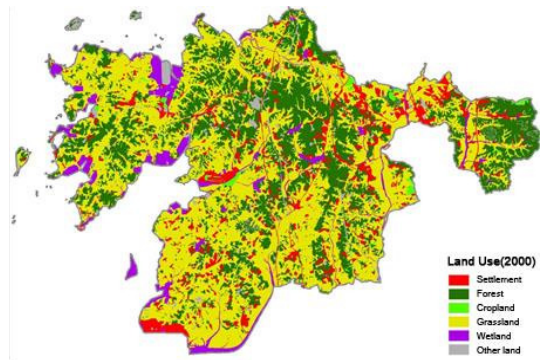 Land Use(2000)
Settlement
Forest
Cropland
Grassland
Wetland
Other land